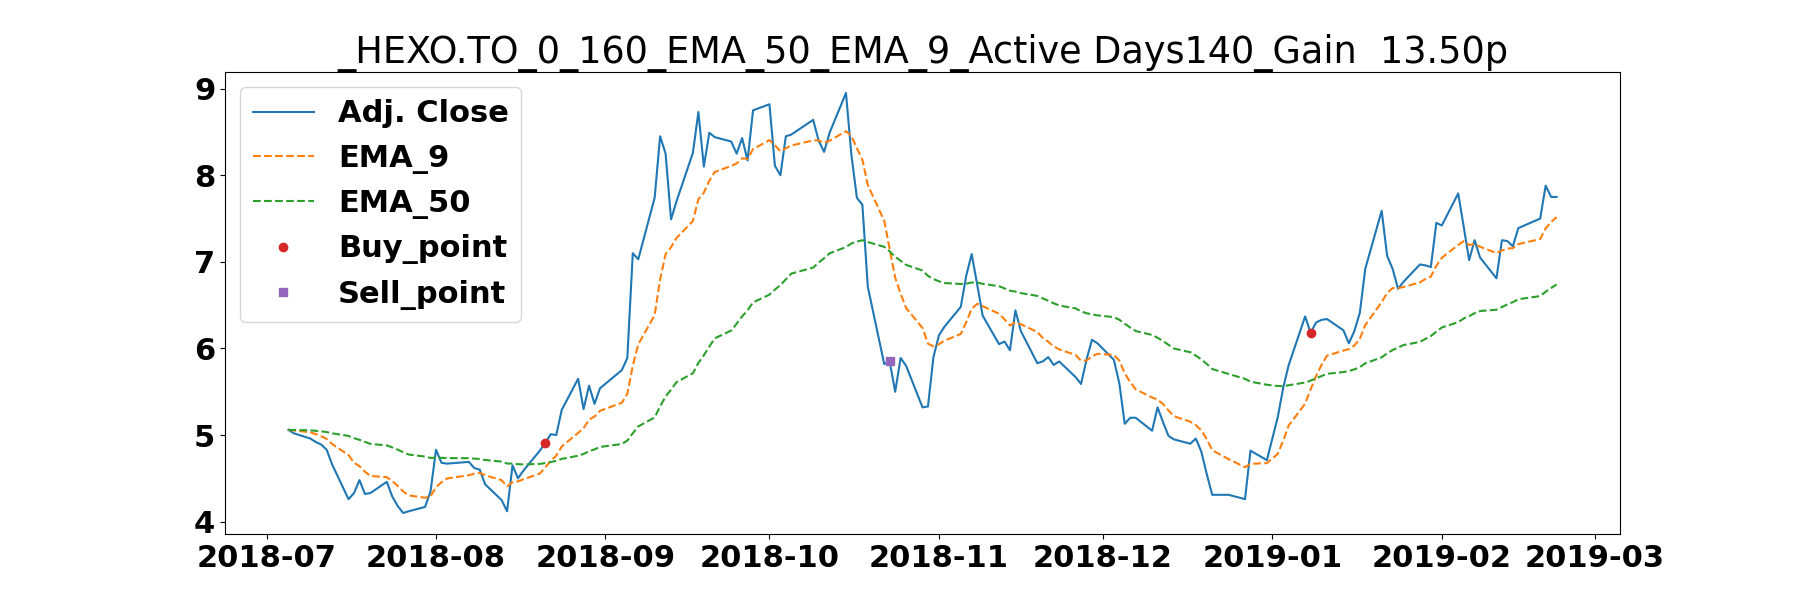 _HEXO.TO_0_160_EMA_50_EMA_9_Active Days140_Gain  13.50p
9
8
7
6
5
4
Adj. Close
EMA_9
EMA_50
Buy_point
Sell_point
2018-07 2018-08 2018-09 2018-10 2018-11 2018-12 2019-01 2019-02 2019-03